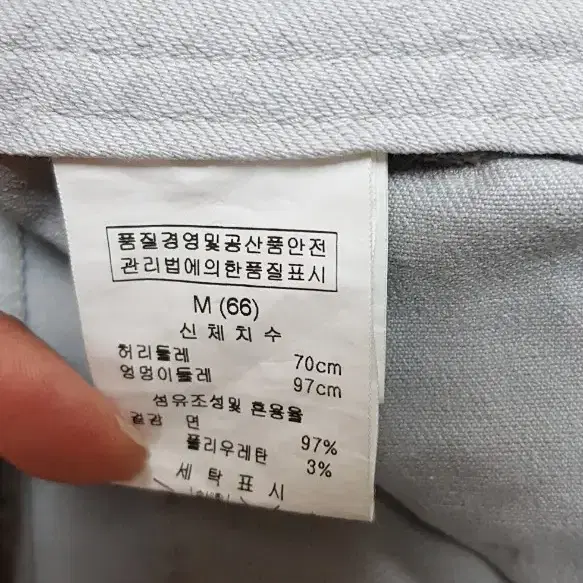 품질경영및공산품안전
관리법에의한품질표시
M (66)
신체치수
허리둘레 70cm
엉덩이둘레 97cm
섬유조성및 혼용율
겉감 면 97%
폴리우레탄 3%
세탁표시